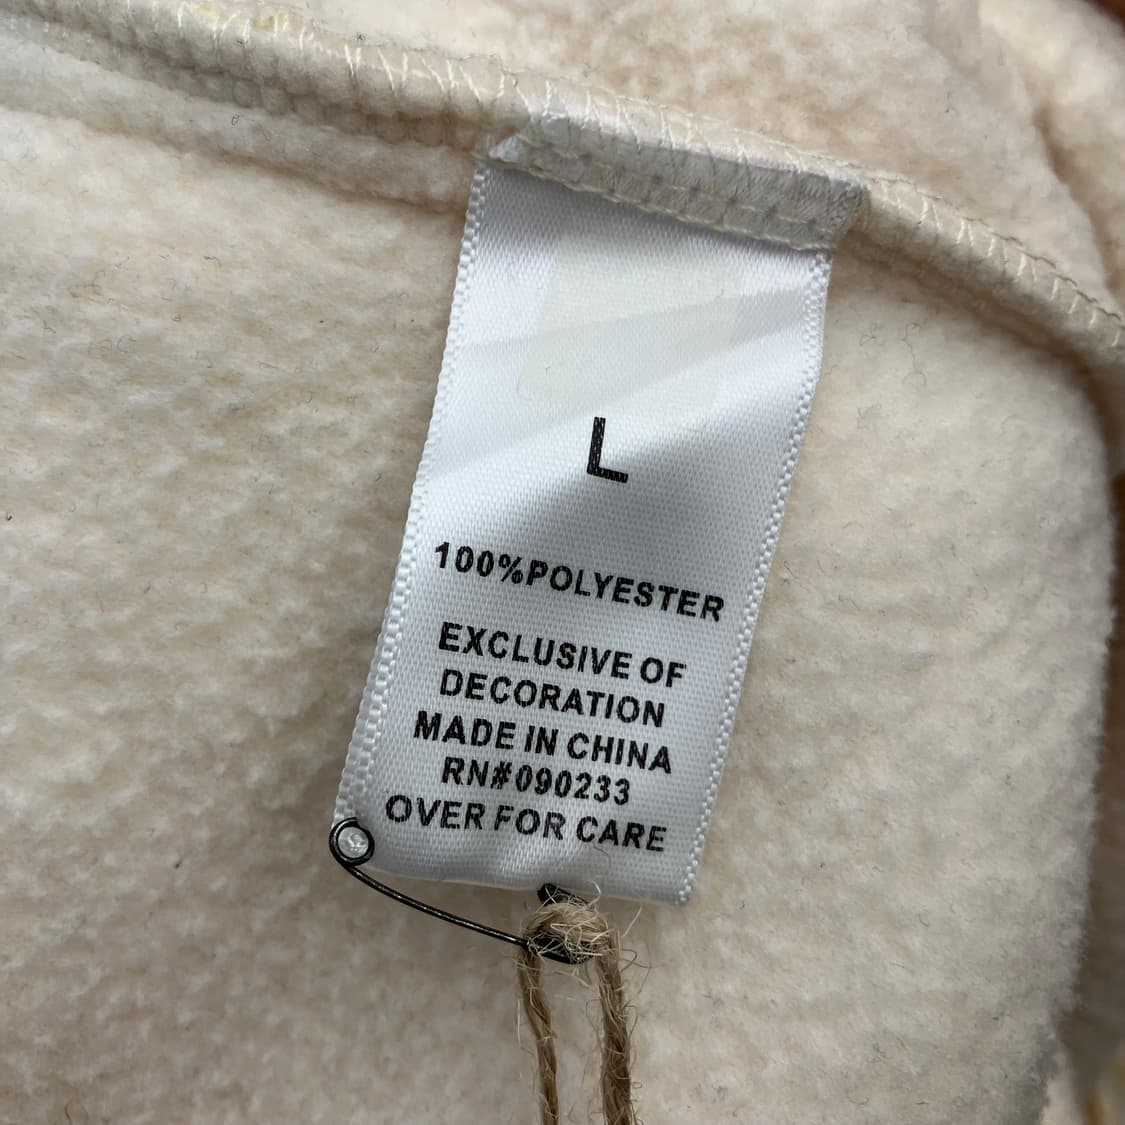 L
100%POLYESTER
EXCLUSIVE OF
DECORATION
MADE IN CHINA
RN#090233
OVER FOR CARE